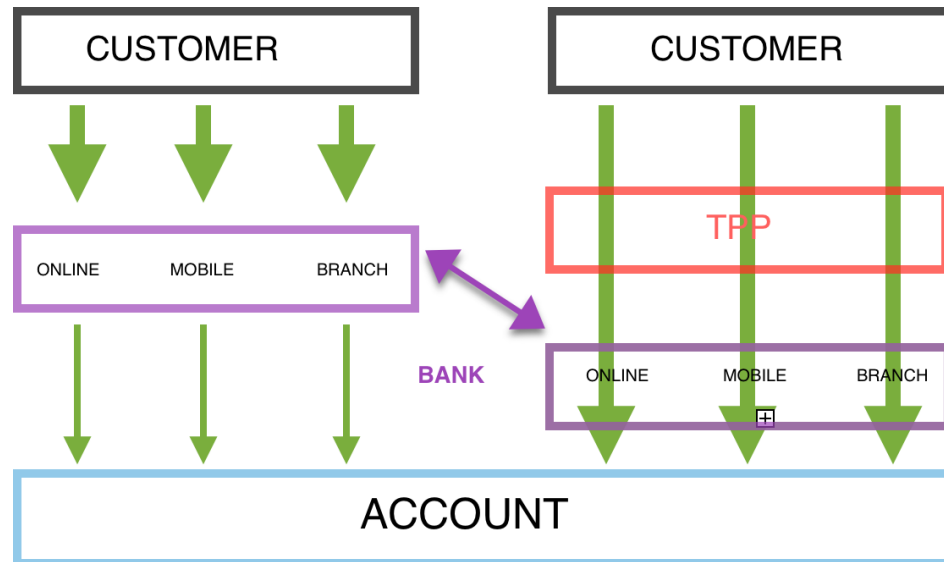 CUSTOMER
CUSTOMER
TPP
ONLINE MOBILE BRANCH
BANK
ONLINE MOBILE BRANCH
ACCOUNT